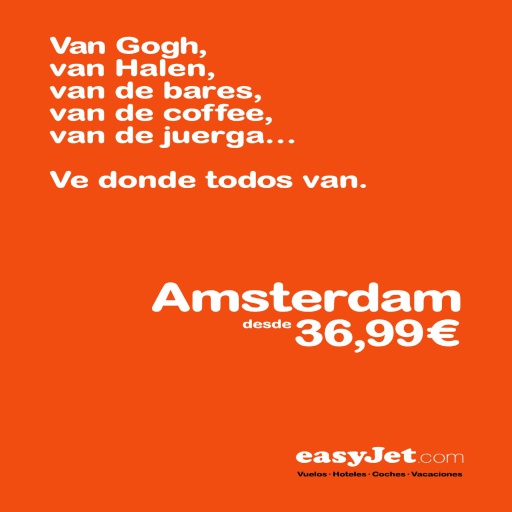 Van Gogh,
van Halen,
van de bares,
van de coffee,
van de juerga...
Ve donde todos van.
Amsterdam
desde 36,99€
easyJet.com
Vuelos · Hoteles · Coches · Vacaciones